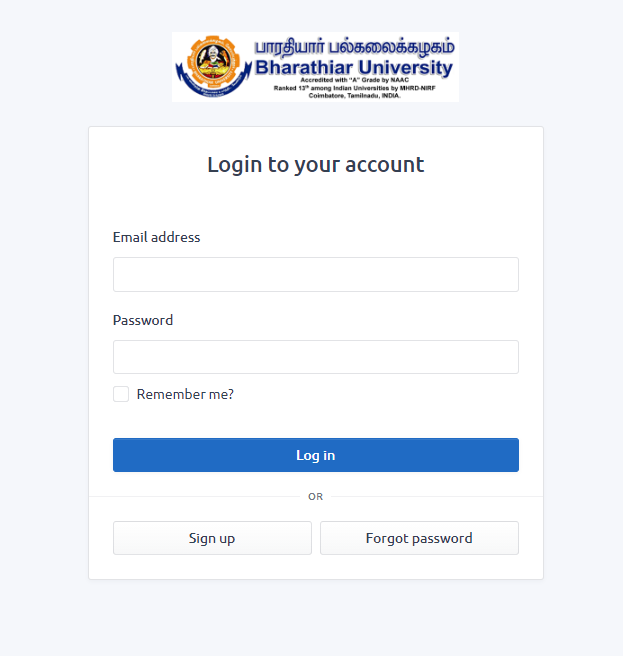 பாரதியார் பல்கலைக்கழகம்
Bharathiar University
Accredited with "A" Grade by NAAC
Ranked 13th among Indian Universities by MHRD-NIRF
Coimbatore, Tamilnadu, INDIA.
Login to your account
Email address
Password
Remember me?
Log in
OR
Sign up
Forgot password